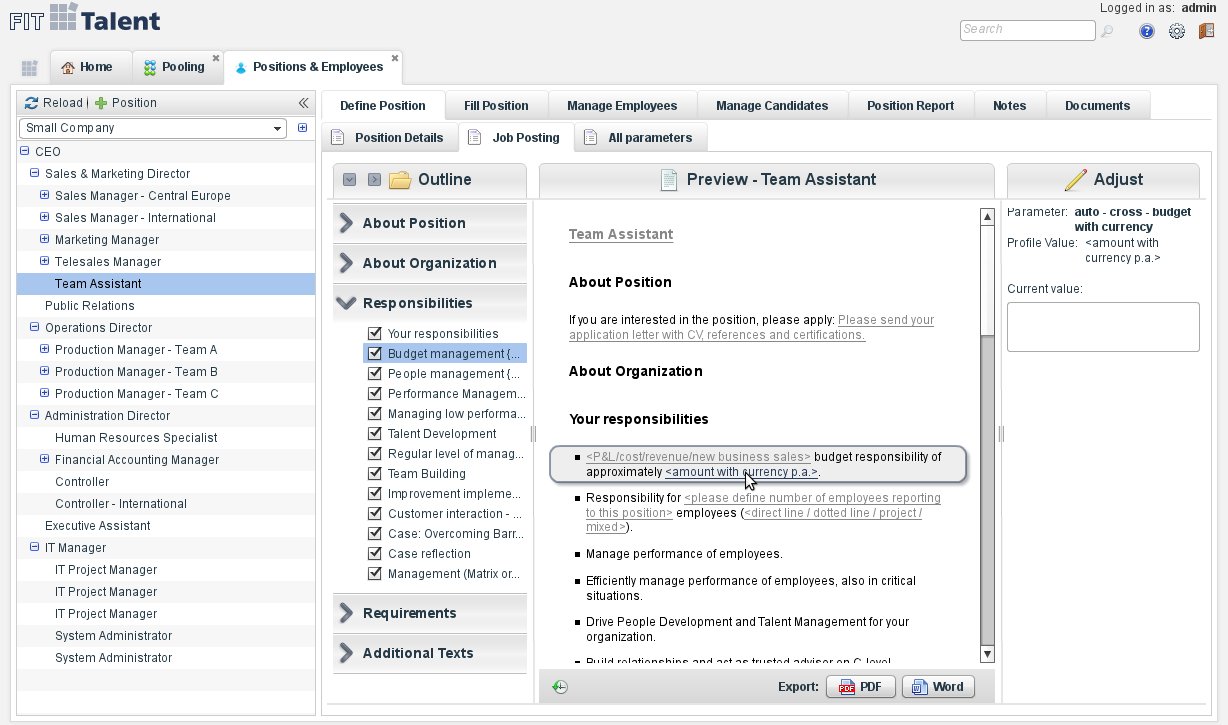 FIT Talent
Logged in as: admin
Search
Home
Pooling
Positions & Employees
Reload
Position
Small Company
CEO
Sales & Marketing Director
Sales Manager - Central Europe
Sales Manager - International
Marketing Manager
Telesales Manager
Team Assistant
Public Relations
Operations Director
Production Manager - Team A
Production Manager - Team B
Production Manager - Team C
Administration Director
Human Resources Specialist
Financial Accounting Manager
Controller
Controller - International
Executive Assistant
IT Manager
IT Project Manager
IT Project Manager
IT Project Manager
System Administrator
System Administrator
Define Position
Fill Position
Manage Employees
Manage Candidates
Position Report
Notes
Documents
Position Details
Job Posting
All parameters
Outline
About Position
About Organization
Responsibilities
Your responsibilities
Budget management {...
People management {...
Performance Managem...
Managing low performa...
Talent Development
Regular level of manag...
Team Building
Improvement impleme...
Customer interaction - ...
Case: Overcoming Barr...
Case reflection
Management (Matrix or...
Requirements
Additional Texts
Preview - Team Assistant
Team Assistant
About Position
If you are interested in the position, please apply: Please send your
application letter with CV, references and certifications.
About Organization
Your responsibilities
<P&L/cost/revenue/new business sales> budget responsibility of
approximately <amount with currency p.a.>.
Responsibility for <please define number of employees reporting
to this position> employees (<direct line / dotted line / project /
mixed>).
Manage performance of employees.
Efficiently manage performance of employees, also in critical
situations.
Drive People Development and Talent Management for your
organization.
Build relationships and act as trusted advisor on C-level
Export:
PDF
Word
Adjust
Parameter: auto - cross - budget
with currency
Profile Value: <amount with
currency p.a.>
Current value: